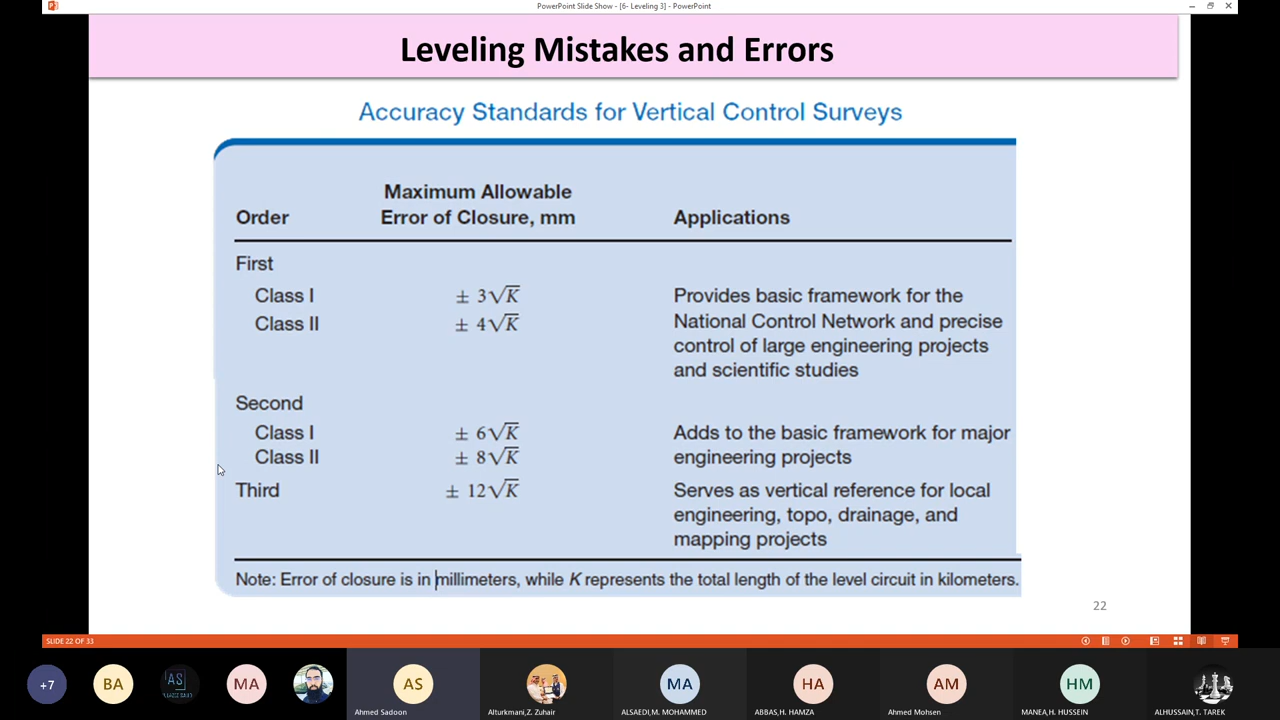 PowerPoint Slide Show - [6- Leveling 3] - PowerPoint
Leveling Mistakes and Errors
Accuracy Standards for Vertical Control Surveys
Maximum Allowable
Order Error of Closure, mm Applications
First
Class I ± 3√K Provides basic framework for the
Class II ± 4√K National Control Network and precise
control of large engineering projects
and scientific studies
Second
Class I ± 6√K Adds to the basic framework for major
Class II ± 8√K engineering projects
Third ± 12√K Serves as vertical reference for local
engineering, topo, drainage, and
mapping projects
Note: Error of closure is in millimeters, while K represents the total length of the level circuit in kilometers.
22
SLIDE 22 OF 33
+7 BA AS MA AS MA HA AM HM
Ahmed Sadoon Alturkmani,Z. Zuhair ALSAEDI,M. MOHAMMED ABBAS,H. HAMZA Ahmed Mohsen MANEA,H. HUSSEIN ALHUSSAIN,T. TAREK